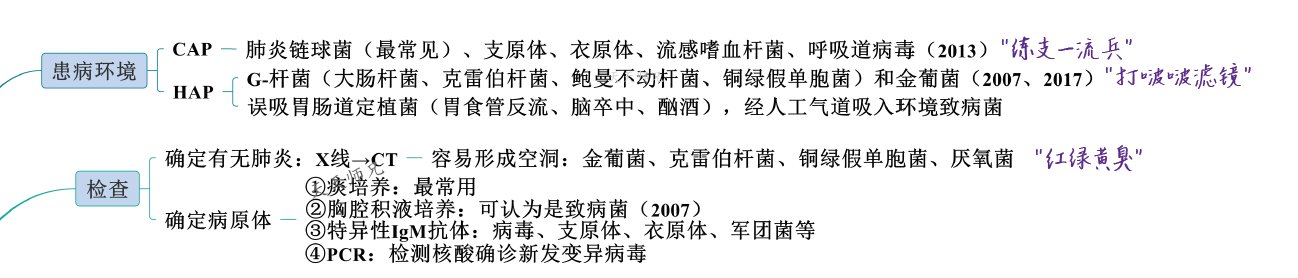 患病环境
CAP — 肺炎链球菌（最常见）、支原体、衣原体、流感嗜血杆菌、呼吸道病毒（2013）"练支一流兵"
HAP
G-杆菌（大肠杆菌、克雷伯杆菌、鲍曼不动杆菌、铜绿假单胞菌）和金葡菌（2007、2017）"打啵啵滤镜"
误吸胃肠道定植菌（胃食管反流、脑卒中、酗酒），经人工气道吸入环境致病菌
检查
确定有无肺炎：X线→CT — 容易形成空洞：金葡菌、克雷伯杆菌、铜绿假单胞菌、厌氧菌 "红绿黄臭"
确定病原体
①痰培养：最常用
②胸腔积液培养：可认为是致病菌（2007）
③特异性IgM抗体：病毒、支原体、衣原体、军团菌等
④PCR：检测核酸确诊新发变异病毒